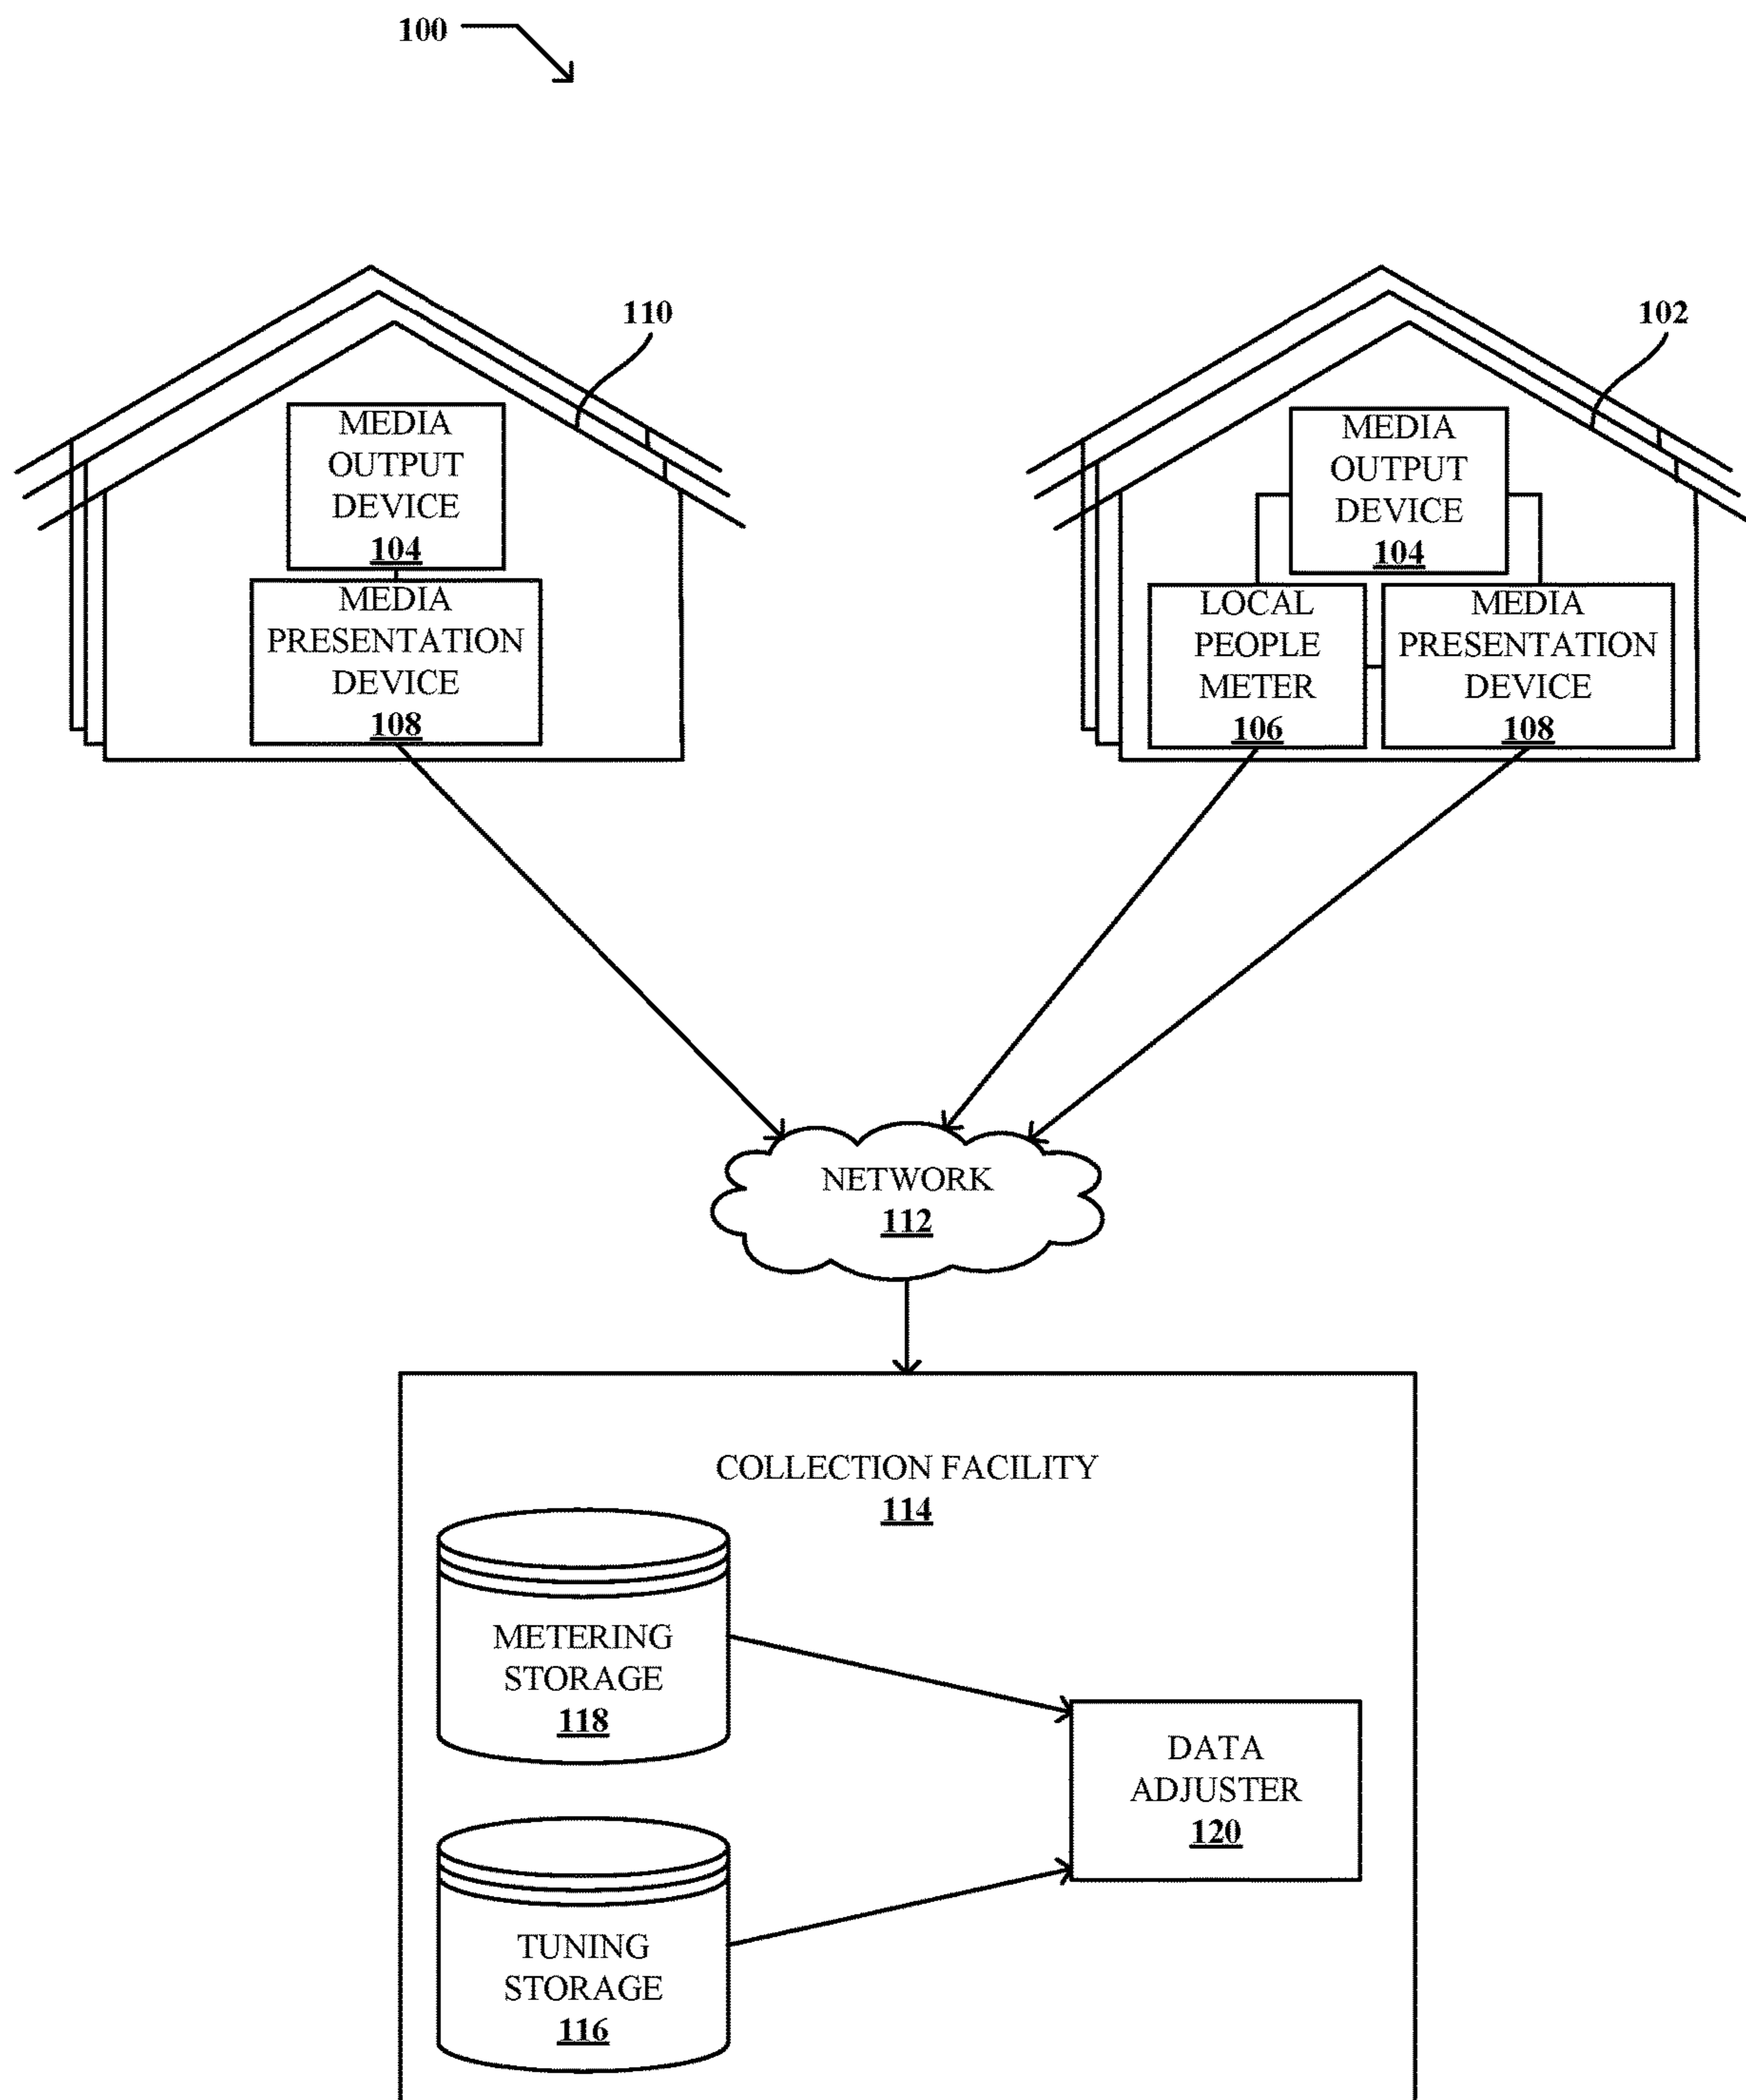 100
110
102
MEDIA
OUTPUT
DEVICE
104
MEDIA
PRESENTATION
DEVICE
108
MEDIA
OUTPUT
DEVICE
104
LOCAL
PEOPLE
METER
106
MEDIA
PRESENTATION
DEVICE
108
NETWORK
112
COLLECTION FACILITY
114
METERING
STORAGE
118
DATA
ADJUSTER
120
TUNING
STORAGE
116